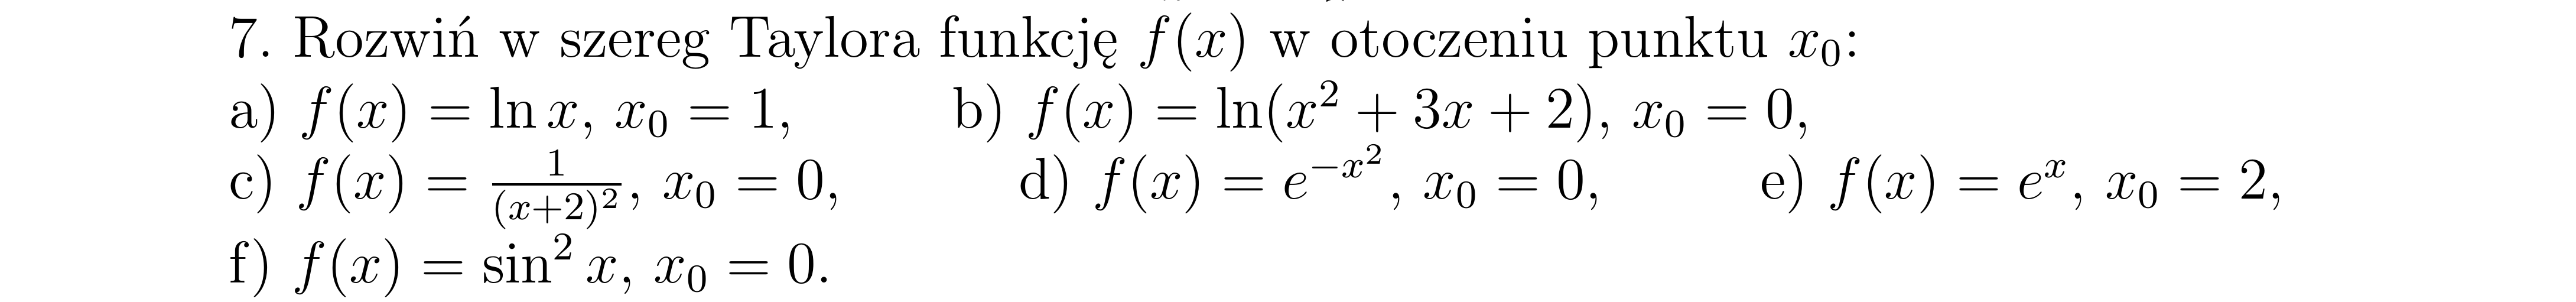 7. Rozwiń w szereg Taylora funkcję f(x) w otoczeniu punktu x₀:
a) f(x) = ln x, x₀ = 1, b) f(x) = ln(x² + 3x + 2), x₀ = 0,
c) f(x) = 1/(x+2)², x₀ = 0, d) f(x) = e^{-x²}, x₀ = 0, e) f(x) = eˣ, x₀ = 2,
f) f(x) = sin² x, x₀ = 0.